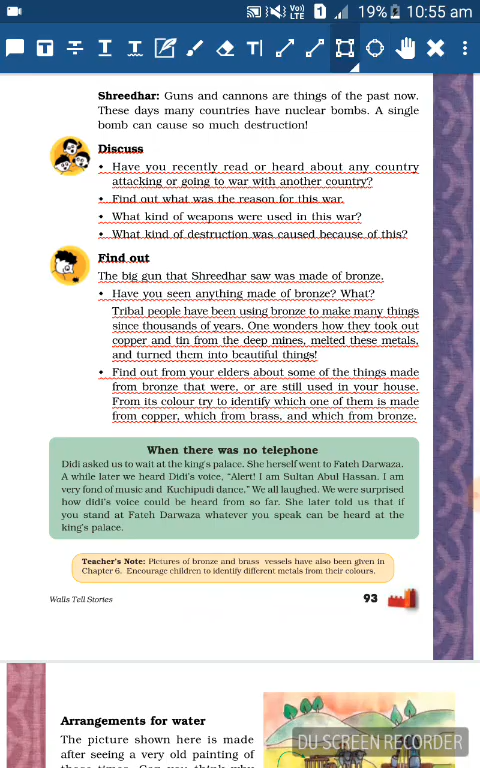 Vo))
LTE
1
19%
10:55 am
T
T
T
T
T
Shreedhar: Guns and cannons are things of the past now.
These days many countries have nuclear bombs. A single
bomb can cause so much destruction!
Discuss
• Have you recently read or heard about any country
attacking or going to war with another country?
• Find out what was the reason for this war.
• What kind of weapons were used in this war?
• What kind of destruction was caused because of this?
Find out
The big gun that Shreedhar saw was made of bronze.
• Have you seen anything made of bronze? What?
Tribal people have been using bronze to make many things
since thousands of years. One wonders how they took out
copper and tin from the deep mines, melted these metals,
and turned them into beautiful things!
• Find out from your elders about some of the things made
from bronze that were, or are still used in your house.
From its colour try to identify which one of them is made
from copper, which from brass, and which from bronze.
When there was no telephone
Didi asked us to wait at the king's palace. She herself went to Fateh Darwaza.
A while later we heard Didi's voice, "Alert! I am Sultan Abul Hassan. I am
very fond of music and Kuchipudi dance." We all laughed. We were surprised
how didi's voice could be heard from so far. She later told us that if
you stand at Fateh Darwaza whatever you speak can be heard at the
king's palace.
Teacher's Note: Pictures of bronze and brass vessels have also been given in
Chapter 6. Encourage children to identify different metals from their colours.
Walls Tell Stories
93
Arrangements for water
The picture shown here is made
after seeing a very old painting of
DU SCREEN RECORDER
those times. Can you think why